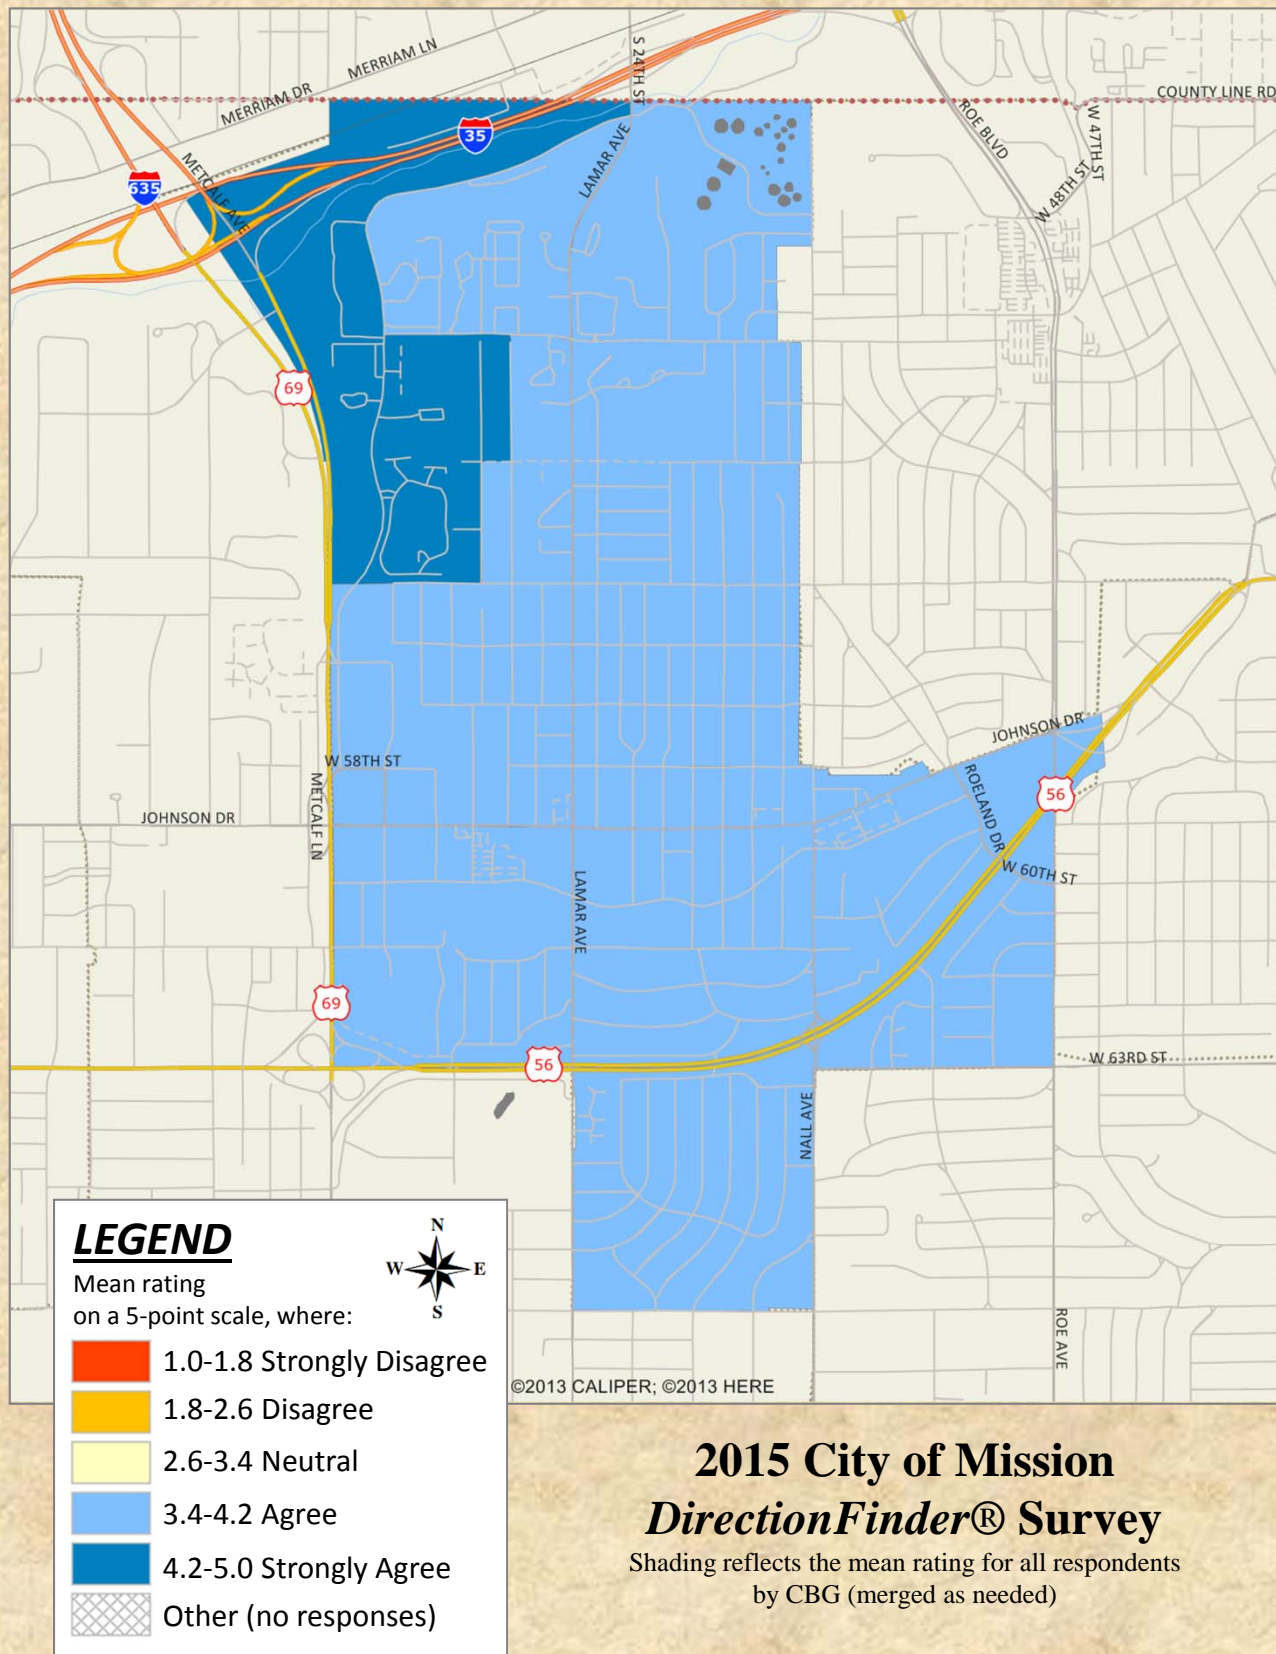 MERRIAM LN
S 24TH ST
MERRIAM DR
COUNTY LINE RD
35
ROE BLVD
W 47TH ST
LAMAR AVE
METCALF AVE
635
W 48TH ST
69
JOHNSON DR
W 58TH ST
ROELAND DR
56
METCALF LN
JOHNSON DR
W 60TH ST
LAMAR AVE
69
56
W 63RD ST
NALL AVE
ROE AVE
©2013 CALIPER; ©2013 HERE
LEGEND
N
W E
S
Mean rating
on a 5-point scale, where:
1.0-1.8 Strongly Disagree
1.8-2.6 Disagree
2.6-3.4 Neutral
3.4-4.2 Agree
4.2-5.0 Strongly Agree
Other (no responses)
2015 City of Mission
DirectionFinder® Survey
Shading reflects the mean rating for all respondents
by CBG (merged as needed)